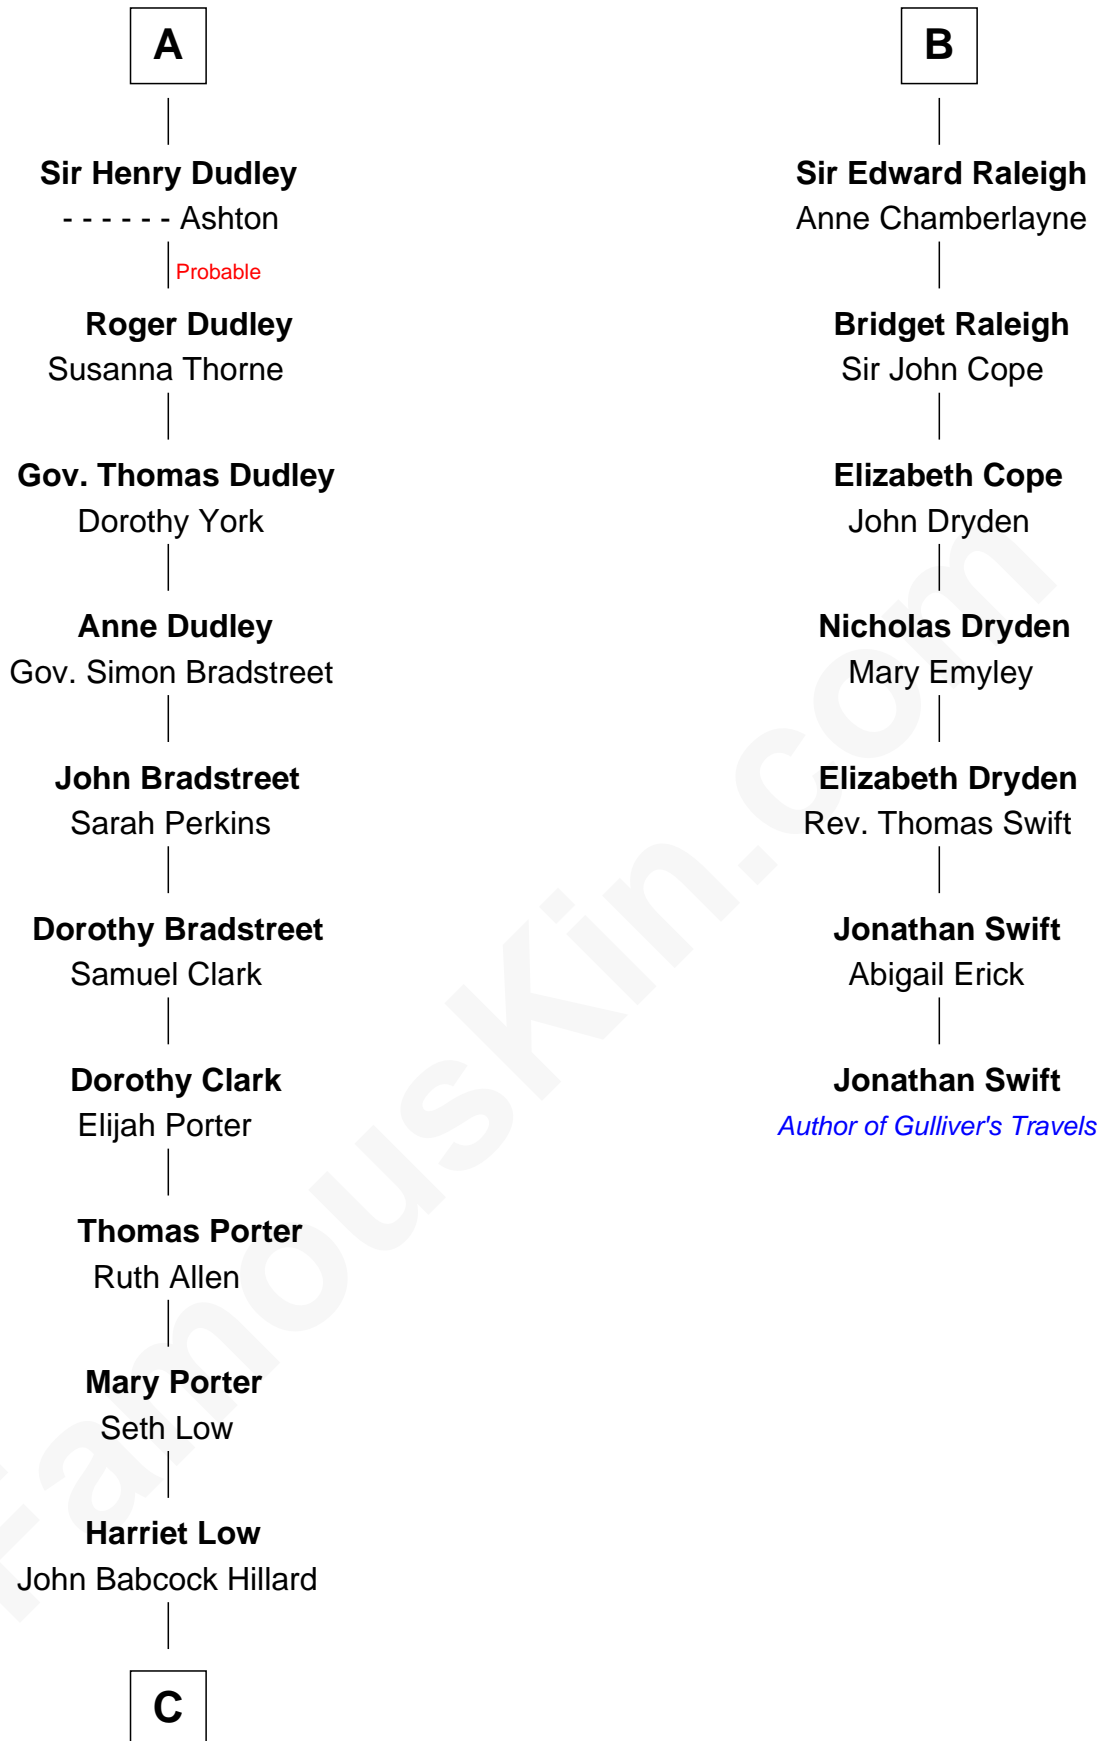 A
Sir Henry Dudley
- - - - - - Ashton
Probable
Roger Dudley
Susanna Thorne
Gov. Thomas Dudley
Dorothy York
Anne Dudley
Gov. Simon Bradstreet
John Bradstreet
Sarah Perkins
Dorothy Bradstreet
Samuel Clark
Dorothy Clark
Elijah Porter
Thomas Porter
Ruth Allen
Mary Porter
Seth Low
Harriet Low
John Babcock Hillard
C
B
Sir Edward Raleigh
Anne Chamberlayne
Bridget Raleigh
Sir John Cope
Elizabeth Cope
John Dryden
Nicholas Dryden
Mary Emyley
Elizabeth Dryden
Rev. Thomas Swift
Jonathan Swift
Abigail Erick
Jonathan Swift
Author of Gulliver's Travels
FamousKin.com